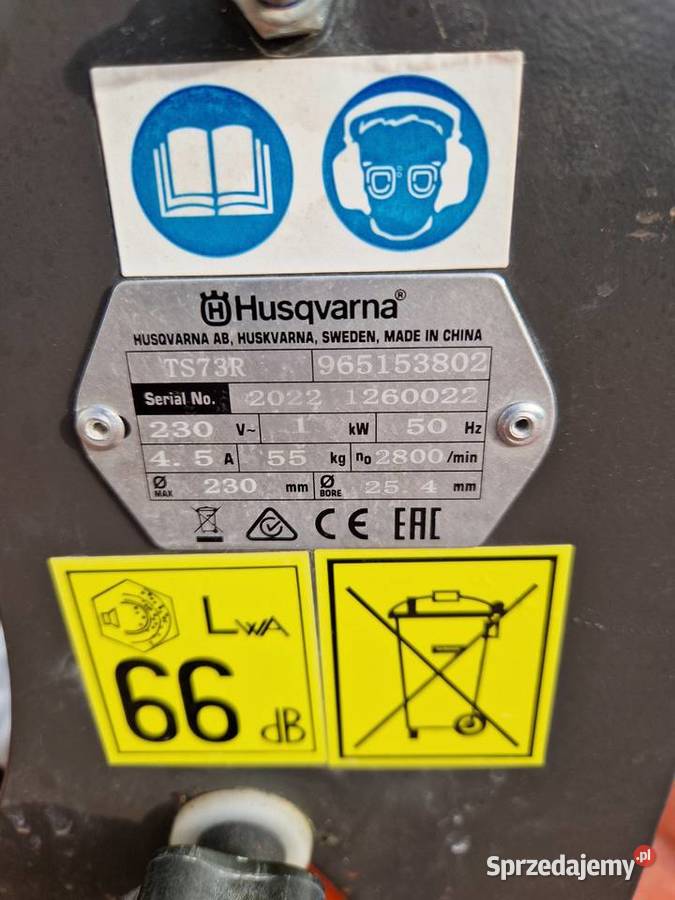 Husqvarna®
HUSQVARNA AB, HUSKVARNA, SWEDEN, MADE IN CHINA
TS73R 965153802
Serial No. 2022 1260022
230 V~ 1 kW 50 Hz
4.5 A 55 kg n0 2800 /min
Ø MAX 230 mm Ø BORE 25.4 mm
CE EAC
LWA
66 dB
Sprzedajemy.pl